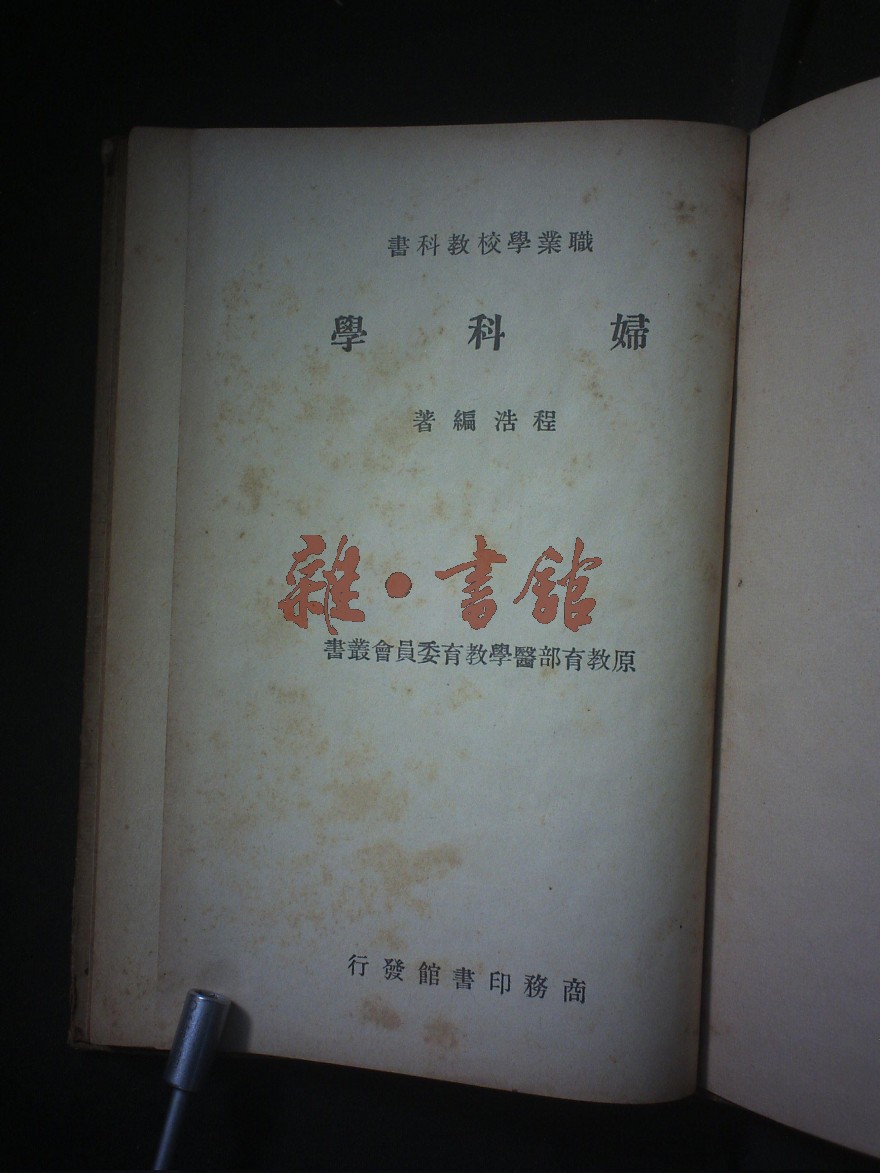 職業學校教科書
婦科學
程浩編著
雜·書館
原教育部醫學教育委員會叢書
商務印書館發行